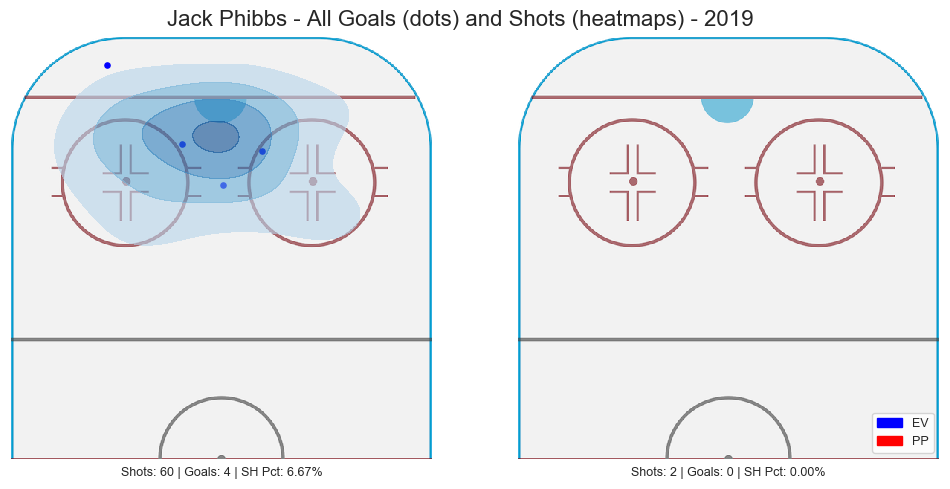 Jack Phibbs - All Goals (dots) and Shots (heatmaps) - 2019
EV
PP
Shots: 60 | Goals: 4 | SH Pct: 6.67%
Shots: 2 | Goals: 0 | SH Pct: 0.00%